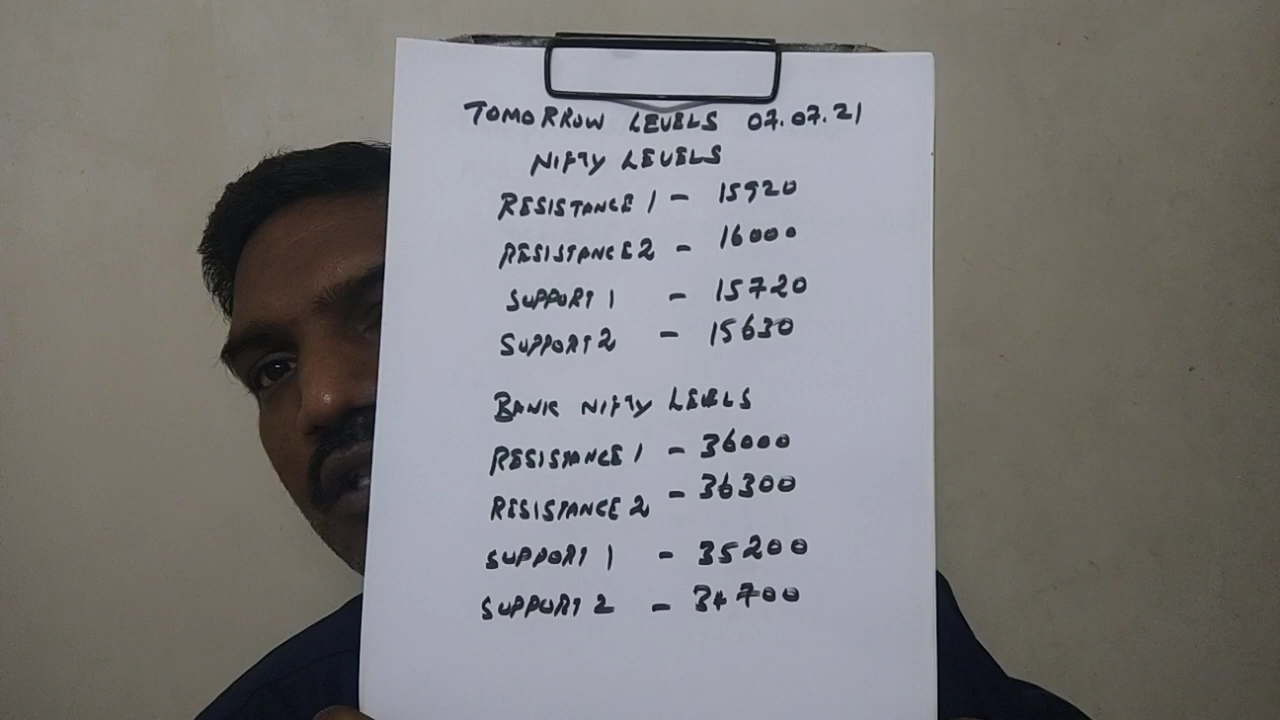 TOMORROW LEVELS 07.07.21
NIFTY LEVELS
RESISTANCE 1 - 15920
RESISTANCE 2 - 16000
SUPPORT 1 - 15720
SUPPORT 2 - 15630
BANK NIFTY LEVELS
RESISTANCE 1 - 36000
RESISTANCE 2 - 36300
SUPPORT 1 - 35200
SUPPORT 2 - 34700